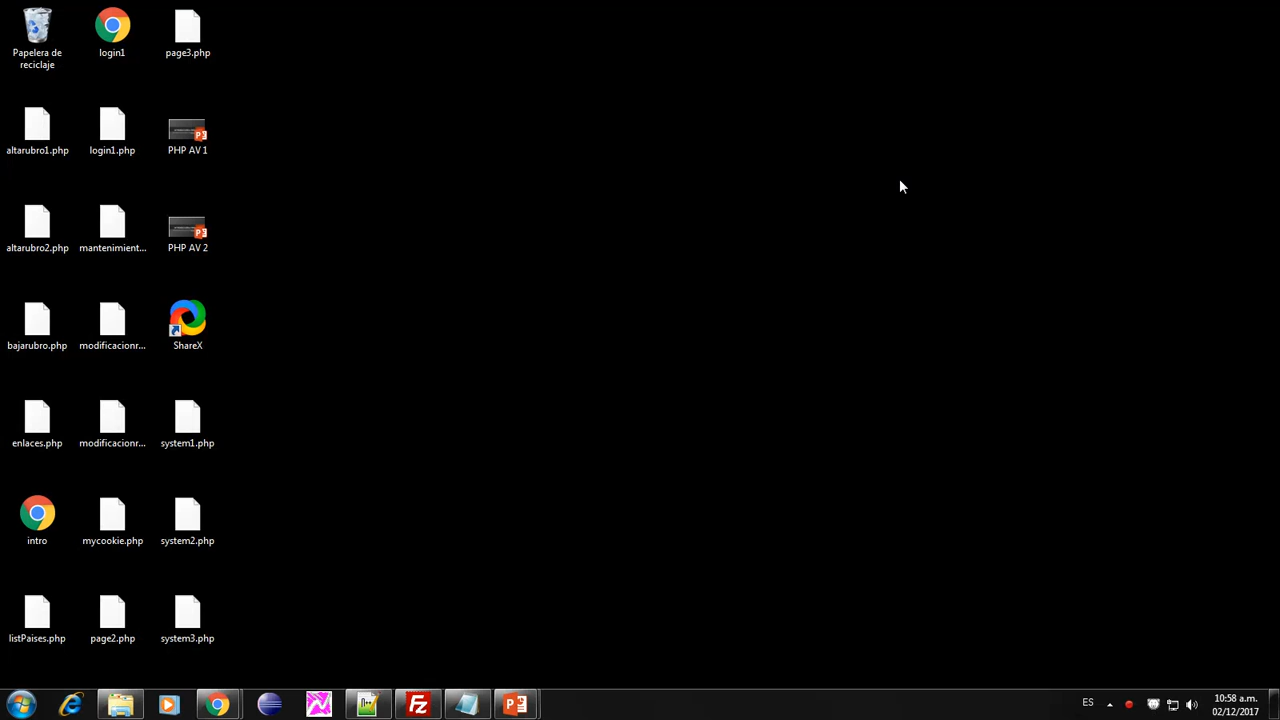 Papelera de
reciclaje
login1
page3.php
altarubro1.php
login1.php
PHP AV 1
altarubro2.php
mantenimient...
PHP AV 2
bajarubro.php
modificacionr...
ShareX
enlaces.php
modificacionr...
system1.php
intro
mycookie.php
system2.php
listPaises.php
page2.php
system3.php
ES
10:58 a.m.
02/12/2017